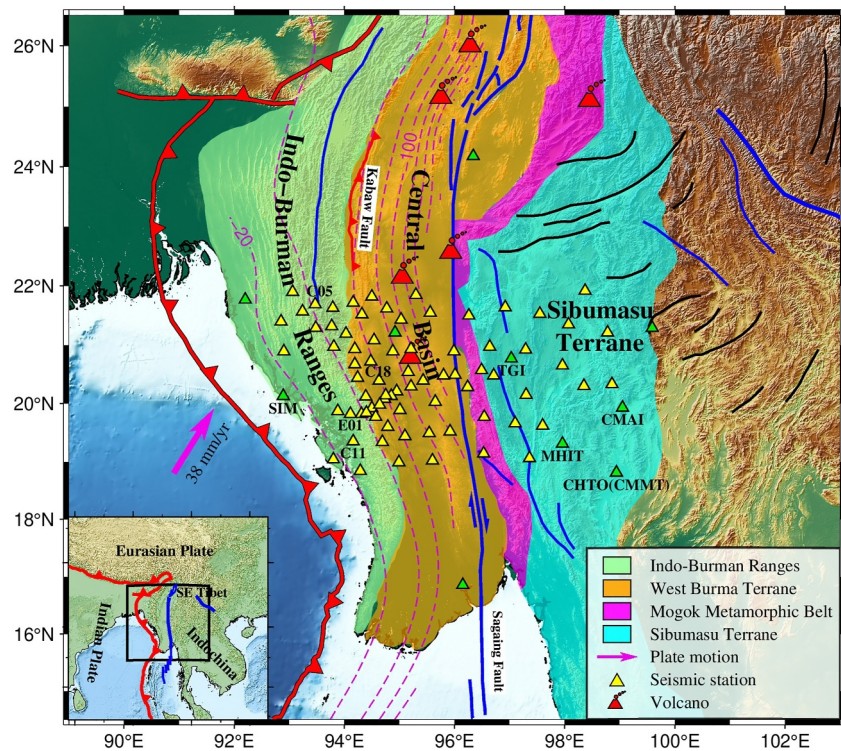 26°N
24°N
22°N
20°N
18°N
16°N
90°E
92°E
94°E
96°E
98°E
100°E
102°E
Indo-Burman
Ranges
Kabaw Fault
Central
Basin
-100
-20
C05
C18
E01
C11
SIM
TGI
Sibumasu
Terrane
CMAI
MHIT
CHTO(CMMT)
38 mm/yr
Sagaing Fault
Eurasian Plate
SE Tibet
Indian Plate
Indochina
Indo-Burman Ranges
West Burma Terrane
Mogok Metamorphic Belt
Sibumasu Terrane
Plate motion
Seismic station
Volcano